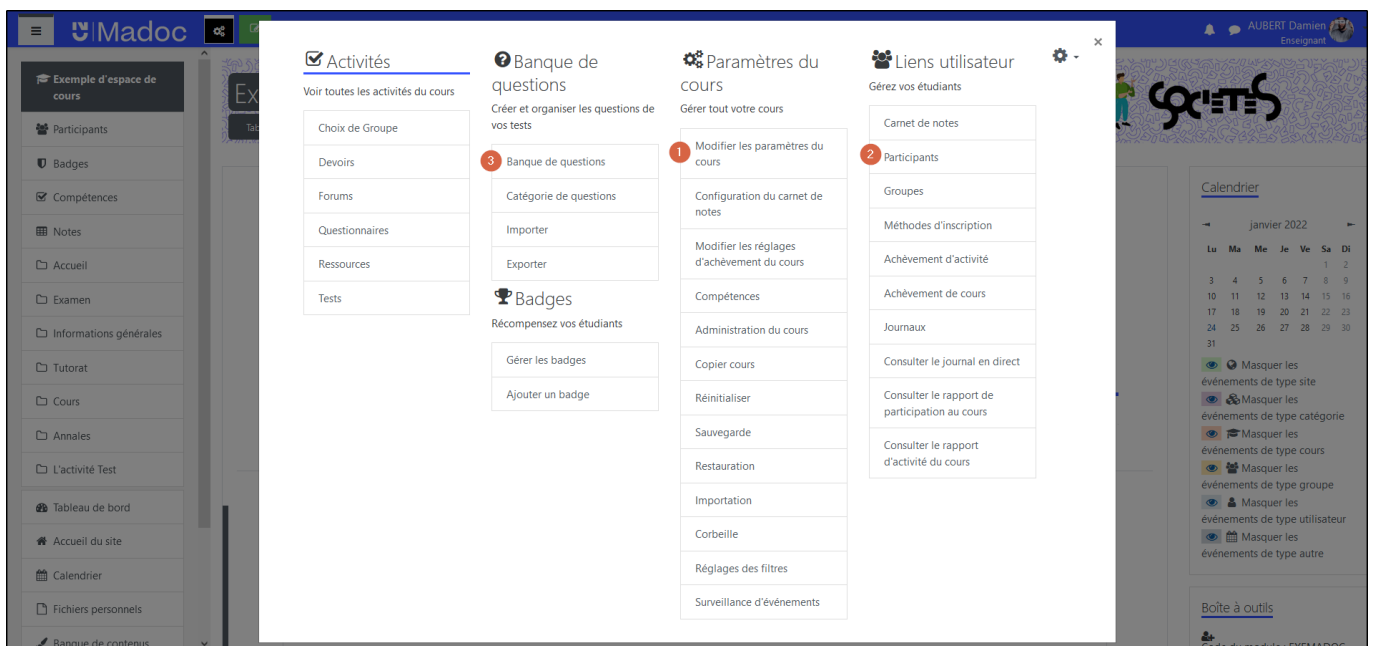 Madoc
AUBERT Damien
Enseignant
Exemple d'espace de
cours
Participants
Badges
Compétences
Notes
Accueil
Examen
Informations générales
Tutorat
Cours
Annales
L'activité Test
Tableau de bord
Accueil du site
Calendrier
Fichiers personnels
Banque de contenus
Ex
Tab
Activités
Voir toutes les activités du cours
Choix de Groupe
Devoirs
Forums
Questionnaires
Ressources
Tests
Banque de
questions
Créer et organiser les questions de
vos tests
3 Banque de questions
Catégorie de questions
Importer
Exporter
Badges
Récompensez vos étudiants
Gérer les badges
Ajouter un badge
Paramètres du
cours
Gérer tout votre cours
1 Modifier les paramètres du
cours
Configuration du carnet de
notes
Modifier les réglages
d'achèvement du cours
Compétences
Administration du cours
Copier cours
Réinitialiser
Sauvegarde
Restauration
Importation
Corbeille
Réglages des filtres
Surveillance d'événements
Liens utilisateur
Gérez vos étudiants
Carnet de notes
2 Participants
Groupes
Méthodes d'inscription
Achèvement d'activité
Achèvement de cours
Journaux
Consulter le journal en direct
Consulter le rapport de
participation au cours
Consulter le rapport
d'activité du cours
×
SOCIETES
Calendrier
◄ janvier 2022 ►
Lu Ma Me Je Ve Sa Di
1 2
3 4 5 6 7 8 9
10 11 12 13 14 15 16
17 18 19 20 21 22 23
24 25 26 27 28 29 30
31
Masquer les
événements de type site
Masquer les
événements de type catégorie
Masquer les
événements de type cours
Masquer les
événements de type groupe
Masquer les
événements de type utilisateur
Masquer les
événements de type autre
Boîte à outils
Code du module : EXEMADOC